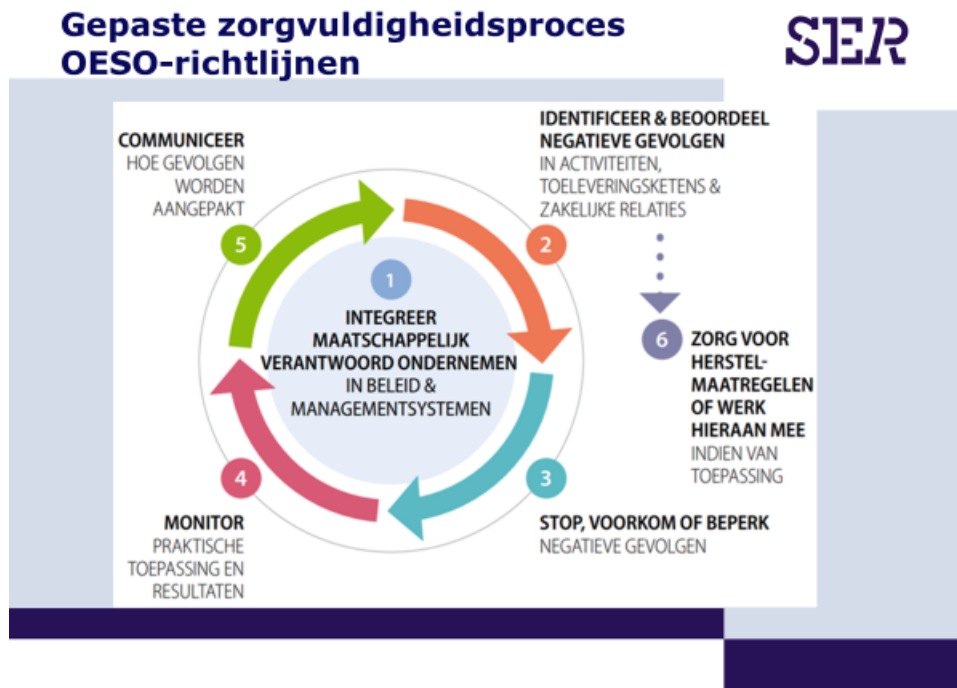 Gepaste zorgvuldigheidsproces
OESO-richtlijnen
SER
1
INTEGREER
MAATSCHAPPELIJK
VERANTWOORD ONDERNEMEN
IN BELEID &
MANAGEMENTSYSTEMEN
2
IDENTIFICEER & BEOORDEEL
NEGATIEVE GEVOLGEN
IN ACTIVITEITEN,
TOELEVERINGSKETENS &
ZAKELIJKE RELATIES
3
STOP, VOORKOM OF BEPERK
NEGATIEVE GEVOLGEN
4
MONITOR
PRAKTISCHE
TOEPASSING EN
RESULTATEN
5
COMMUNICEER
HOE GEVOLGEN
WORDEN
AANGEPAKT
6
ZORG VOOR
HERSTEL-
MAATREGELEN
OF WERK
HIERAAN MEE
INDIEN VAN
TOEPASSING